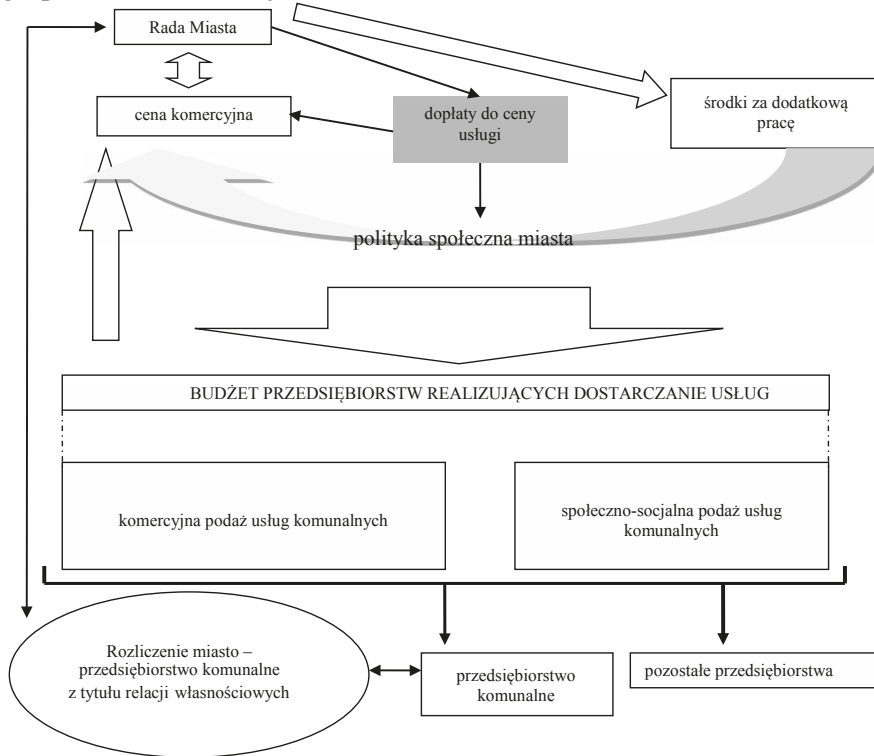 Rada Miasta
cena komercyjna
dopłaty do ceny
usługi
środki za dodatkową
pracę
polityka społeczna miasta
BUDŻET PRZEDSIĘBIORSTW REALIZUJĄCYCH DOSTARCZANIE USŁUG
komercyjna podaż usług komunalnych
społeczno-socjalna podaż usług
komunalnych
Rozliczenie miasto –
przedsiębiorstwo komunalne
z tytułu relacji własnościowych
przedsiębiorstwo
komunalne
pozostałe przedsiębiorstwa